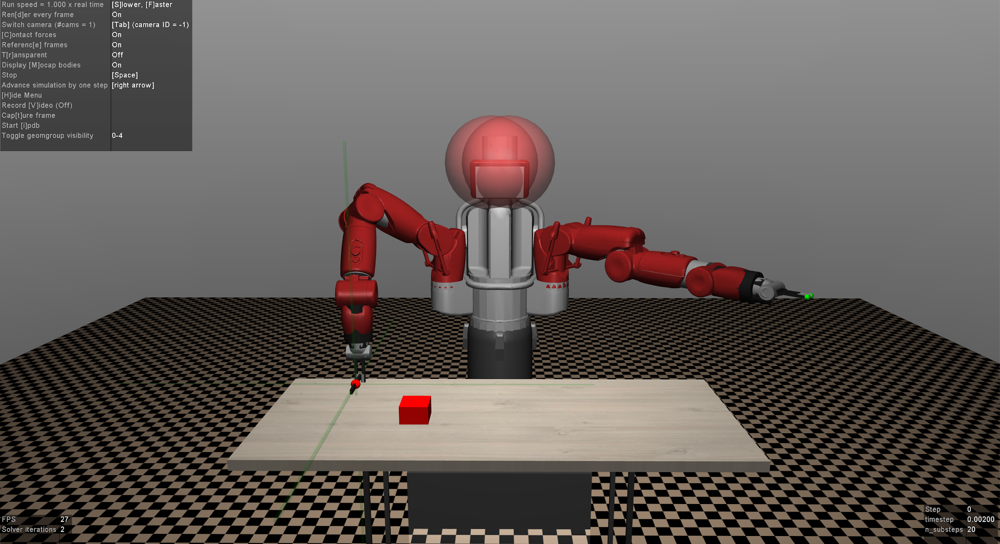 Run speed = 1.000 x real time [S]lower, [F]aster
Ren[d]er every frame On
Switch camera (#cams = 1) [Tab] (camera ID = -1)
[C]ontact forces On
Referenc[e] frames On
T[r]ansparent Off
Display [M]ocap bodies On
Stop [Space]
Advance simulation by one step [right arrow]
[H]ide Menu
Record [V]ideo (Off)
Cap[t]ure frame
Start [i]pdb
Toggle geomgroup visibility 0-4
FPS 27
Solver iterations 2
Step 0
timestep 0.00200
n_substeps 20